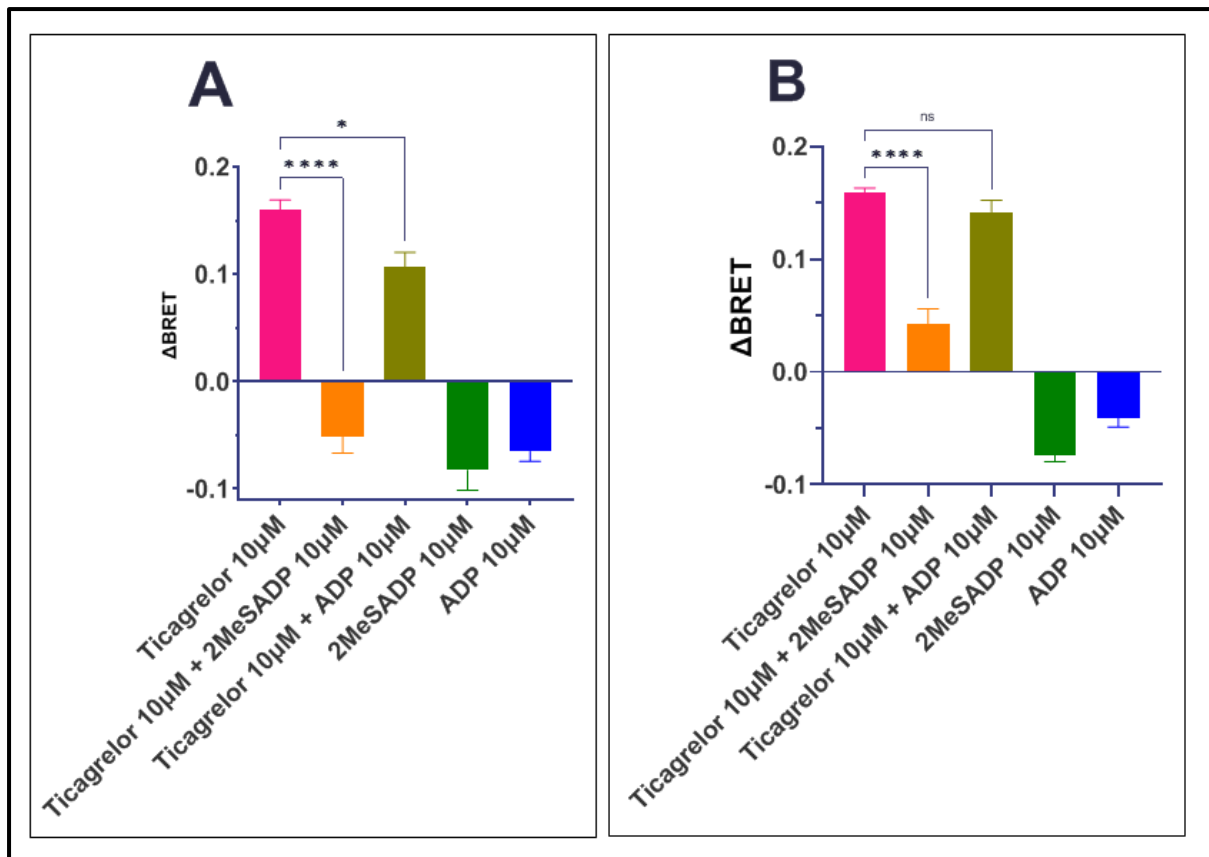 A
*
****
0.2
0.1
0.0
-0.1
ΔBRET
Ticagrelor 10µM
Ticagrelor 10µM + 2MeSADP 10µM
Ticagrelor 10µM + ADP 10µM
2MeSADP 10µM
ADP 10µM
B
ns
****
0.2
0.1
0.0
-0.1
ΔBRET
Ticagrelor 10µM
Ticagrelor 10µM + 2MeSADP 10µM
Ticagrelor 10µM + ADP 10µM
2MeSADP 10µM
ADP 10µM